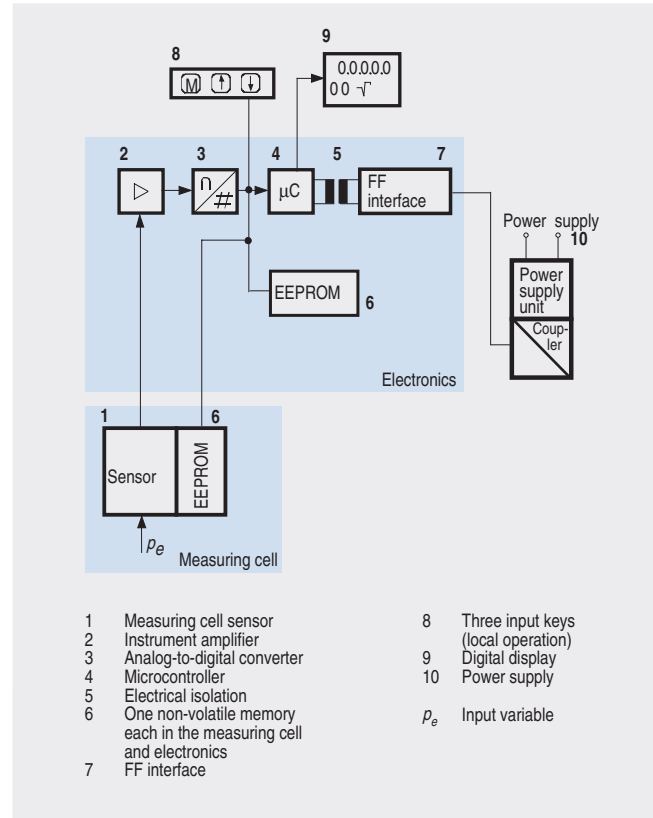 9
8
0.0.0.0.0
00 √
M ↑ ↓
2 3 4 5 7
∩
#
μC
FF
interface
Power supply
10
Power
supply
unit
Coup-
ler
EEPROM
6
Electronics
1 6
Sensor
EEPROM
pe
Measuring cell
1 Measuring cell sensor
2 Instrument amplifier
3 Analog-to-digital converter
4 Microcontroller
5 Electrical isolation
6 One non-volatile memory
each in the measuring cell
and electronics
7 FF interface
8 Three input keys
(local operation)
9 Digital display
10 Power supply
pe Input variable